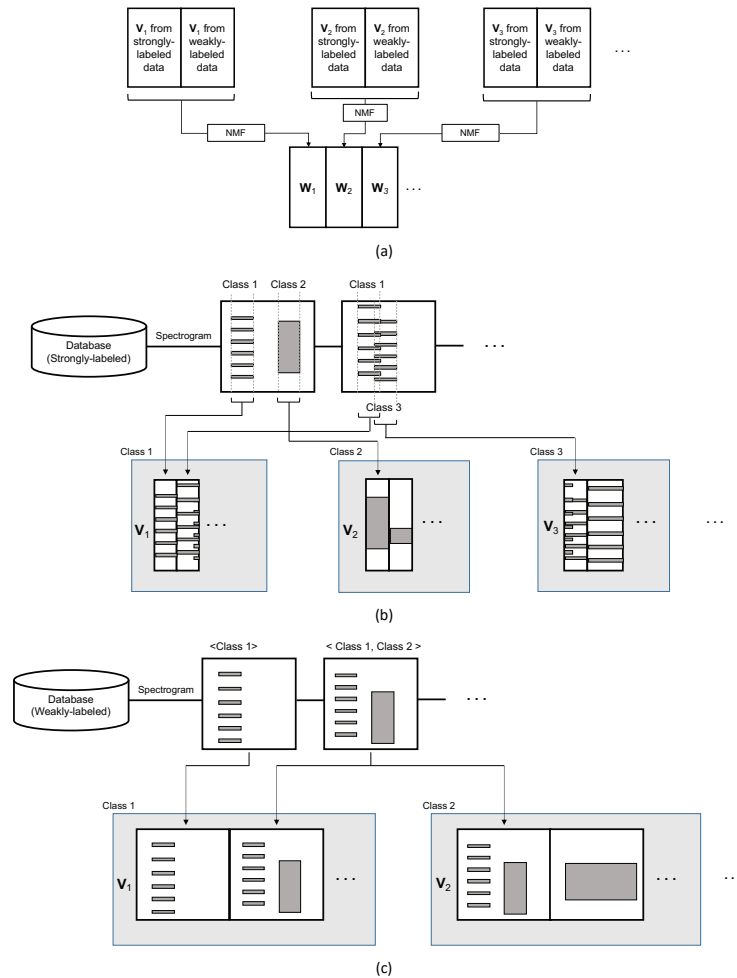 V1 from strongly-labeled data
V1 from weakly-labeled data
V2 from strongly-labeled data
V2 from weakly-labeled data
V3 from strongly-labeled data
V3 from weakly-labeled data
...
NMF
NMF
NMF
W1
W2
W3
...
(a)
Class 1
Class 2
Class 1
Database
(Strongly-labeled)
Spectrogram
...
Class 3
Class 1
Class 2
Class 3
V1
...
V2
...
V3
...
...
(b)
<Class 1>
< Class 1, Class 2 >
Database
(Weakly-labeled)
Spectrogram
...
Class 1
Class 2
V1
...
V2
...
...
(c)